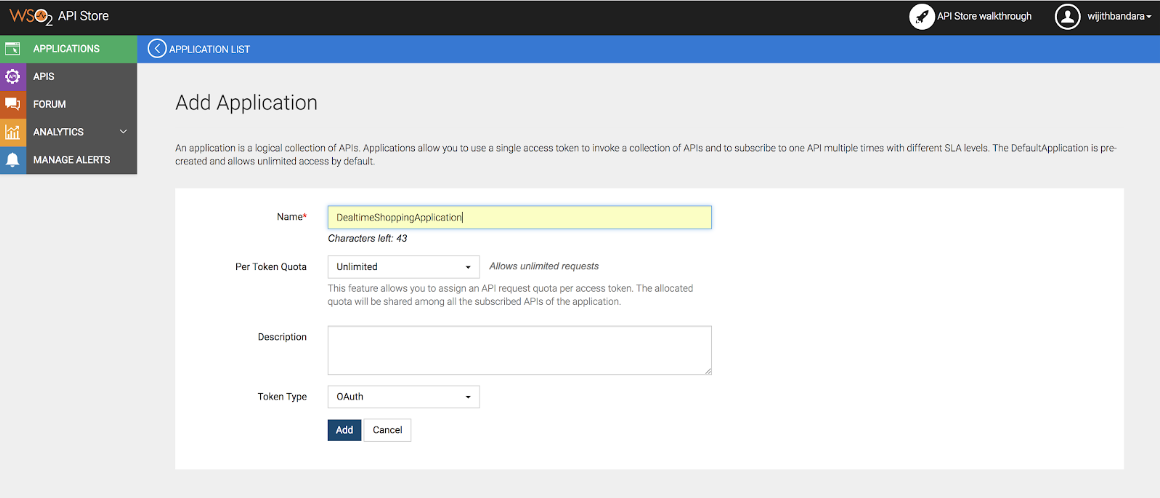 WSO2 API Store
API Store walkthrough
wijithbandara
APPLICATIONS
APPLICATION LIST
APIS
FORUM
ANALYTICS
MANAGE ALERTS
Add Application
An application is a logical collection of APIs. Applications allow you to use a single access token to invoke a collection of APIs and to subscribe to one API multiple times with different SLA levels. The DefaultApplication is pre-
created and allows unlimited access by default.
Name*
DealtimeShoppingApplication
Characters left: 43
Per Token Quota
Unlimited
Allows unlimited requests
This feature allows you to assign an API request quota per access token. The allocated
quota will be shared among all the subscribed APIs of the application.
Description
Token Type
OAuth
Add
Cancel